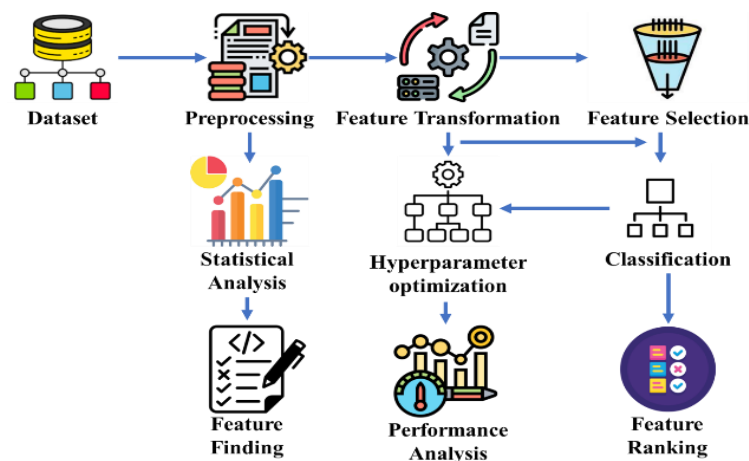 Dataset
Preprocessing
Feature Transformation
Feature Selection
Statistical
Analysis
Hyperparameter
optimization
Classification
</>
Feature
Finding
Performance
Analysis
Feature
Ranking